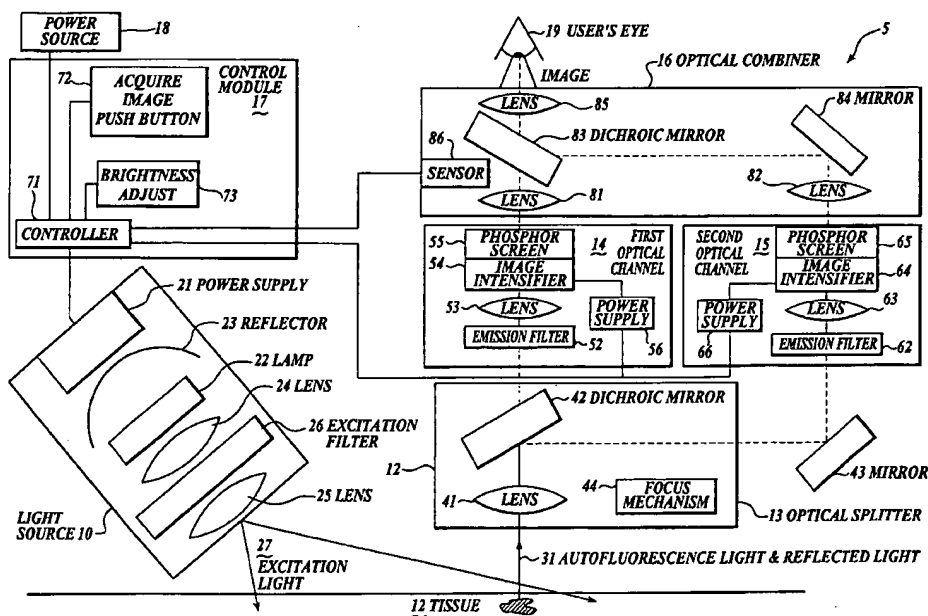 POWER
SOURCE
18
CONTROL
MODULE
17
72
ACQUIRE
IMAGE
PUSH BUTTON
71
BRIGHTNESS
ADJUST
73
CONTROLLER
19 USER'S EYE
5
IMAGE
16 OPTICAL COMBINER
LENS
85
84 MIRROR
83 DICHROIC MIRROR
86
SENSOR
LENS
81
82
LENS
55
PHOSPHOR
SCREEN
54
IMAGE
INTENSIFIER
14
FIRST
OPTICAL
CHANNEL
53
LENS
POWER
SUPPLY
EMISSION FILTER
52
56
SECOND
OPTICAL
CHANNEL
15
PHOSPHOR
SCREEN
65
IMAGE
INTENSIFIER
64
POWER
SUPPLY
66
LENS
63
EMISSION FILTER
62
21 POWER SUPPLY
23 REFLECTOR
22 LAMP
24 LENS
26 EXCITATION
FILTER
25 LENS
LIGHT
SOURCE 10
27
EXCITATION
LIGHT
42 DICHROIC MIRROR
12
41
LENS
44
FOCUS
MECHANISM
43 MIRROR
13 OPTICAL SPLITTER
31 AUTOFLUORESCENCE LIGHT & REFLECTED LIGHT
12 TISSUE